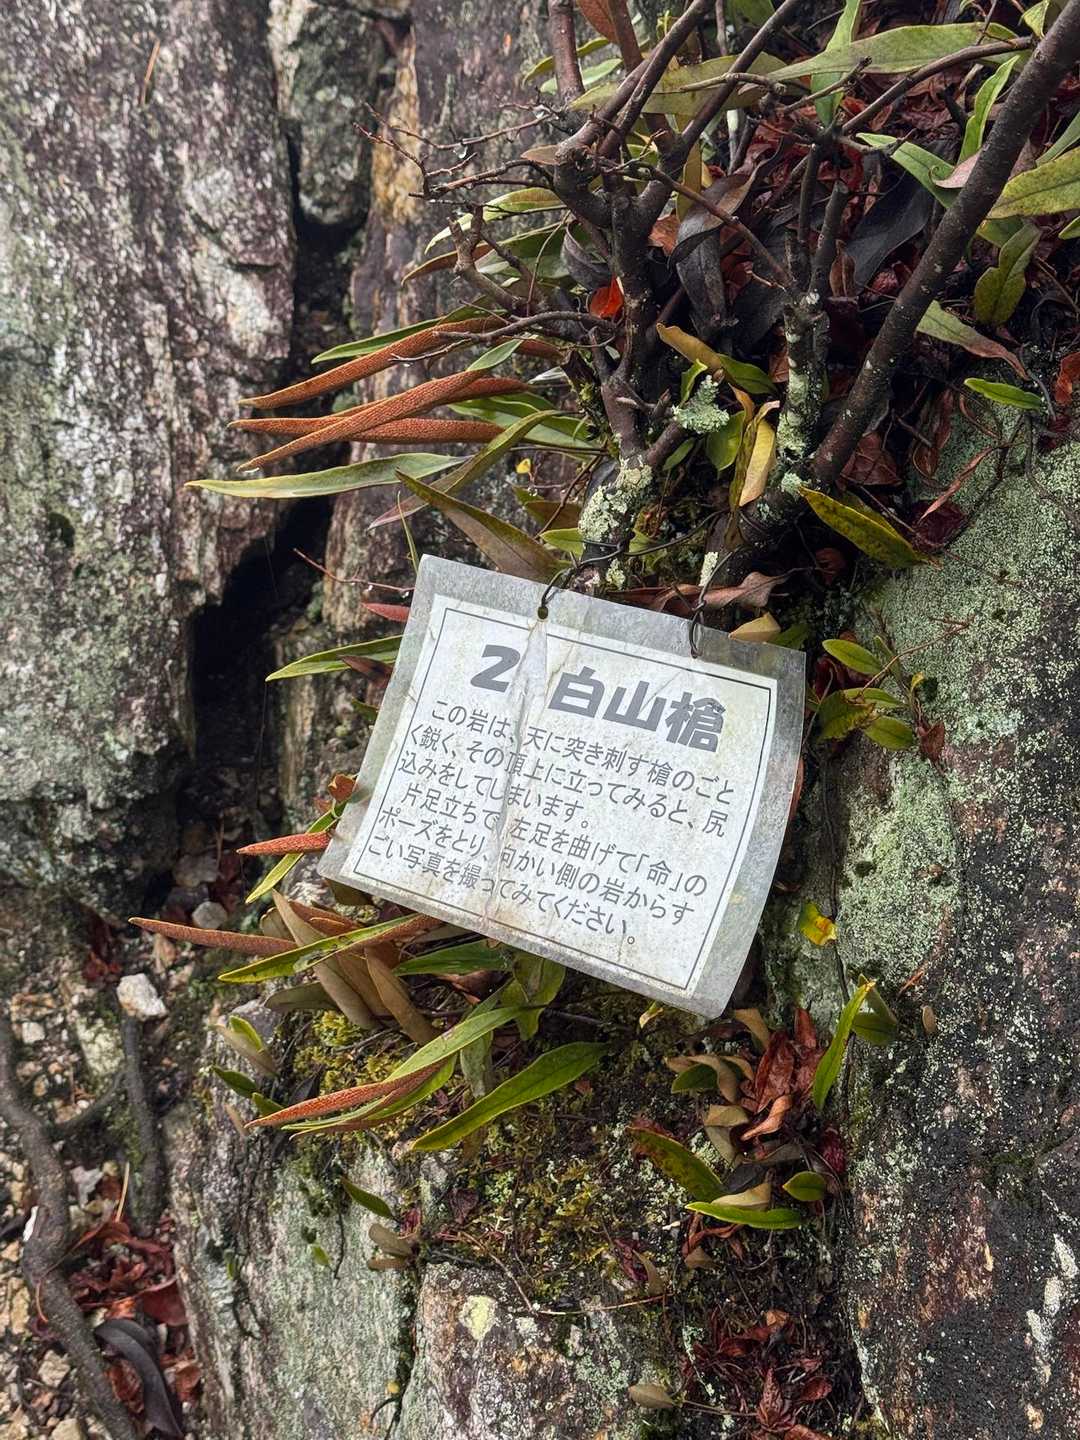 2 白山槍
この岩は、天に突き刺す槍のごと
く鋭く、その頂上に立ってみると、尻
込みをしてしまいます。
片足立ちで、左足を曲げて「命」の
ポーズをとり、向かい側の岩からす
ごい写真を撮ってみてください。